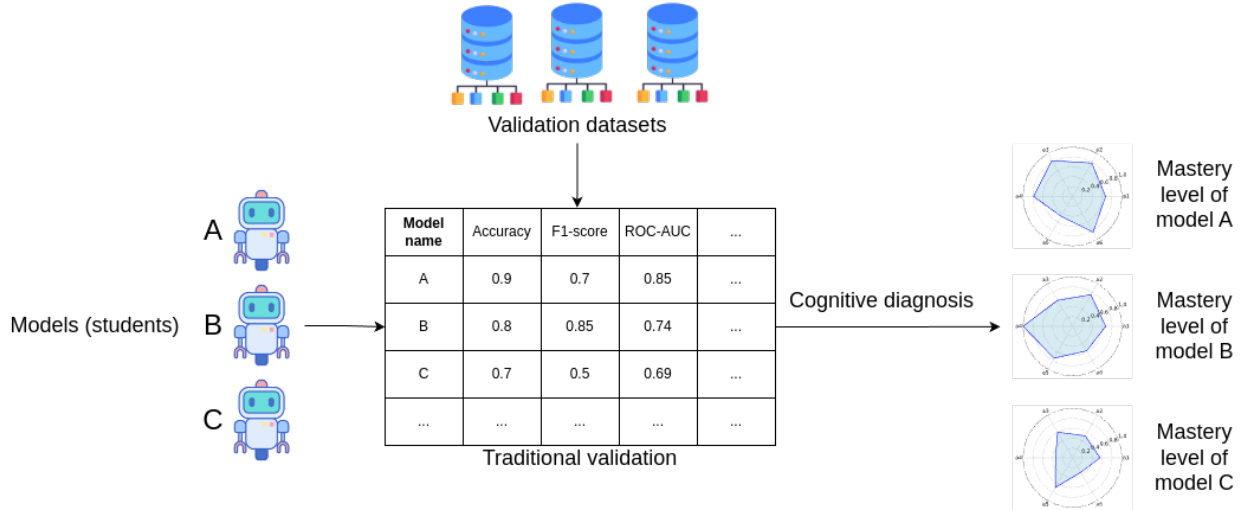 Validation datasets
A
B
C
Models (students)
Model name Accuracy F1-score ROC-AUC ...
A 0.9 0.7 0.85 ...
B 0.8 0.85 0.74 ...
C 0.7 0.5 0.69 ...
... ... ... ... ...
Traditional validation
Cognitive diagnosis
Mastery
level of
model A
Mastery
level of
model B
Mastery
level of
model C